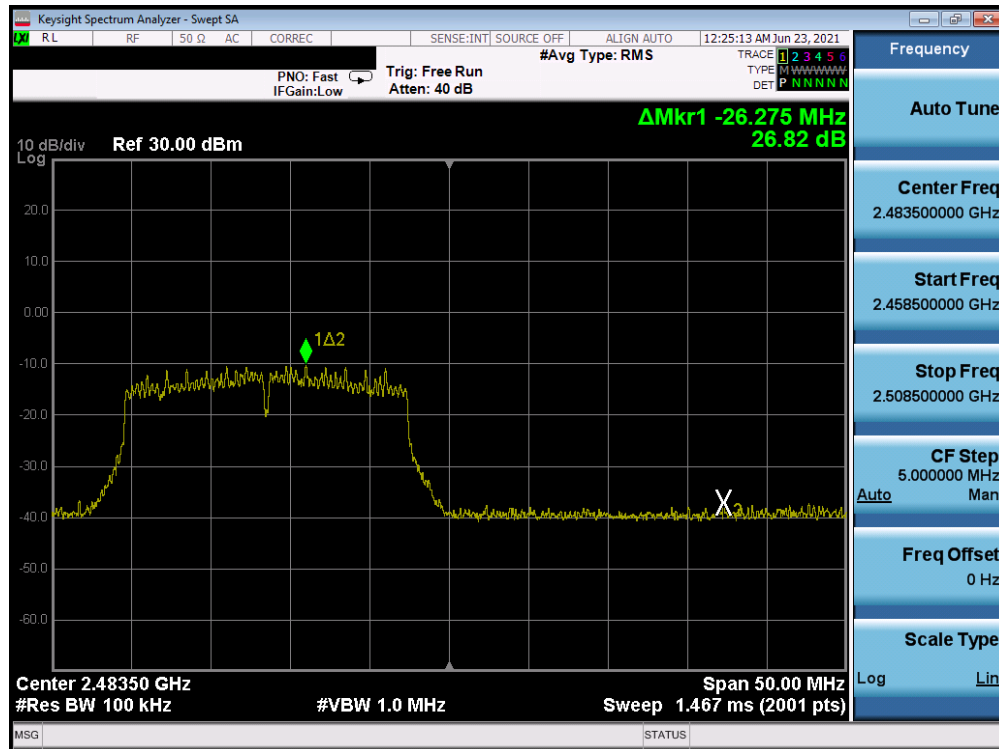 Keysight Spectrum Analyzer - Swept SA
LXI RL RF 50 Ω AC CORREC SENSE:INT SOURCE OFF ALIGN AUTO 12:25:13 AM Jun 23, 2021
#Avg Type: RMS
TRACE 1 2 3 4 5 6
TYPE M WWWWW
DET P N N N N N
PNO: Fast
IFGain:Low
Trig: Free Run
Atten: 40 dB
ΔMkr1 -26.275 MHz
26.82 dB
10 dB/div
Log
Ref 30.00 dBm
20.0
10.0
0.00
-10.0
-20.0
-30.0
-40.0
-50.0
-60.0
1Δ2
X
Center 2.48350 GHz
Span 50.00 MHz
#Res BW 100 kHz
#VBW 1.0 MHz
Sweep 1.467 ms (2001 pts)
MSG
STATUS
Frequency
Auto Tune
Center Freq
2.483500000 GHz
Start Freq
2.458500000 GHz
Stop Freq
2.508500000 GHz
CF Step
5.000000 MHz
Auto Man
Freq Offset
0 Hz
Scale Type
Log Lin